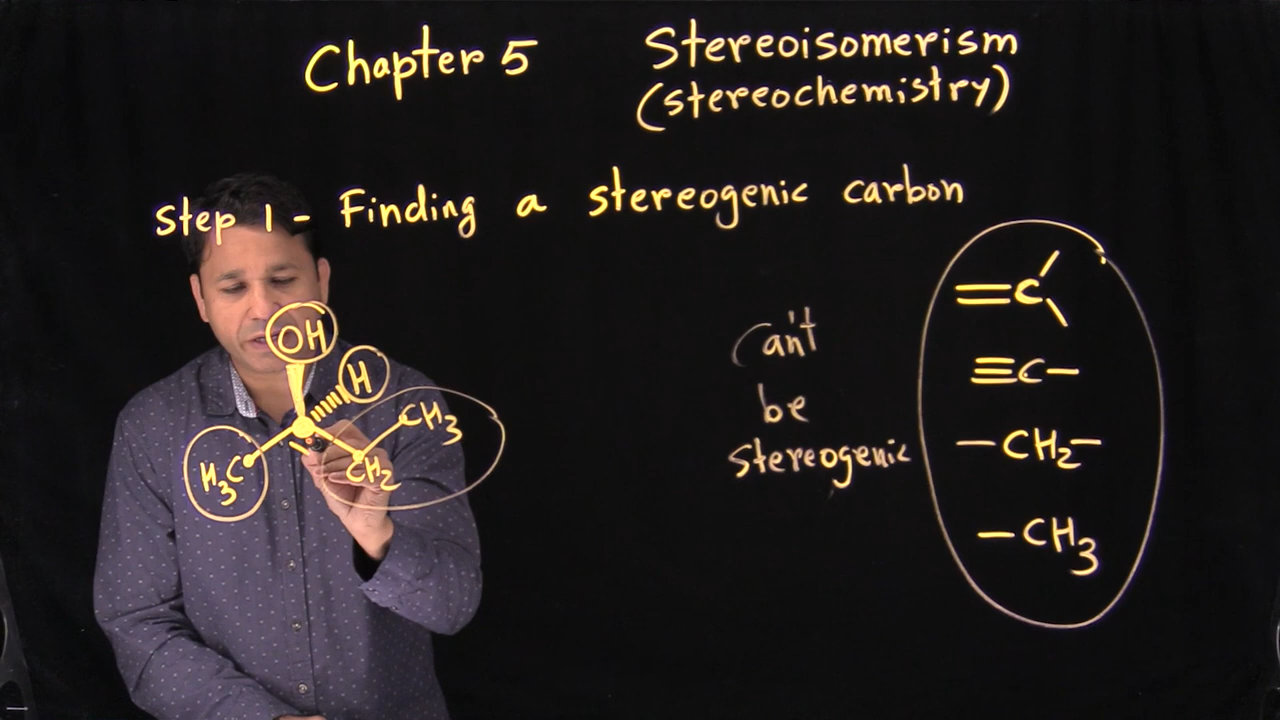 Chapter 5
Stereoisomerism
(stereochemistry)
Step 1 - Finding a stereogenic carbon
OH
H
CH3
H3C
CH2
Can't
be
stereogenic
=C
≡C-
-CH2-
-CH3